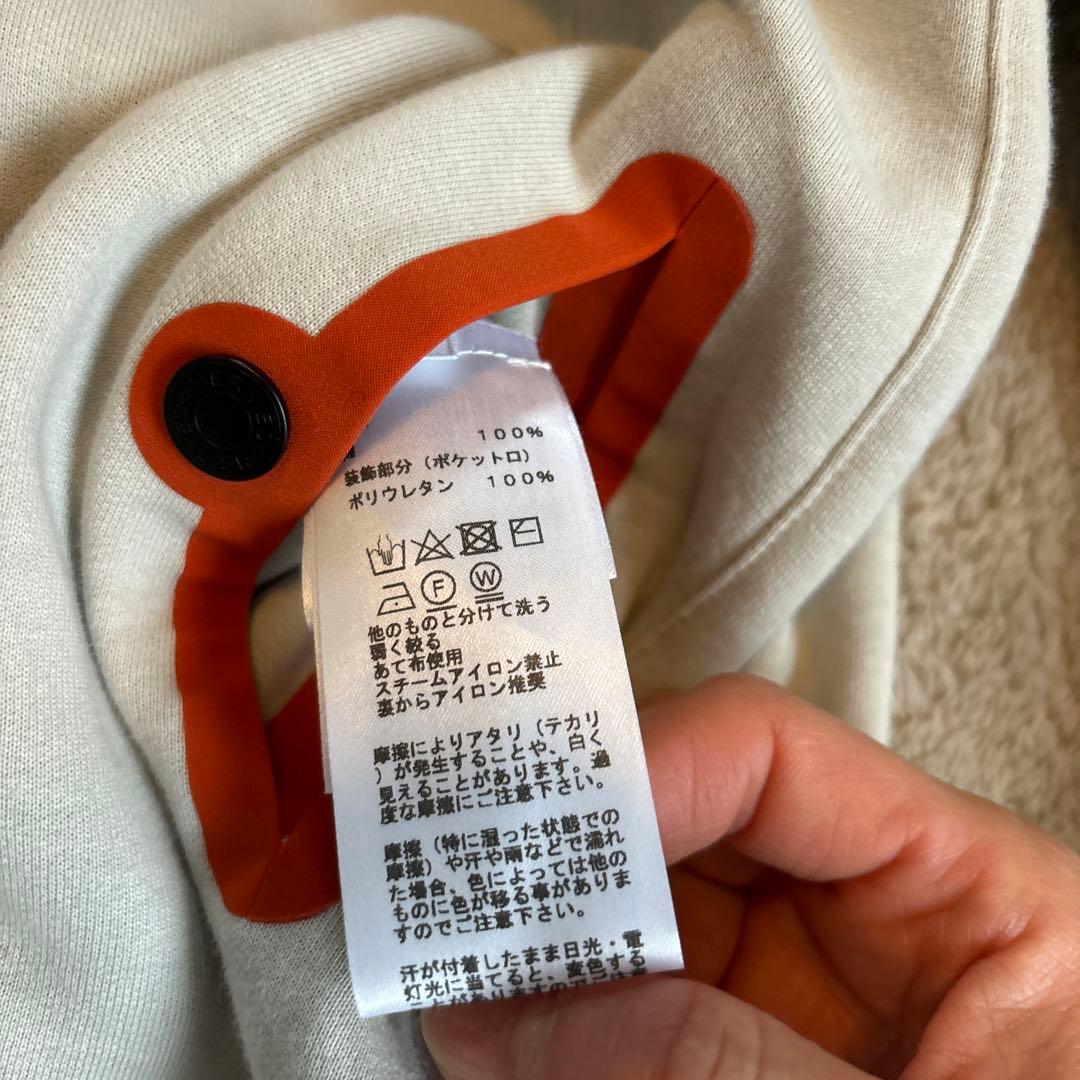 100%
装飾部分（ポケット口）
ポリウレタン 100%
F W
他のものと分けて洗う
弱く絞る
あて布使用
スチームアイロン禁止
裏からアイロン推奨
摩擦によりアタリ（テカリ
）が発生することや、白く
見えることがあります。過
度な摩擦にご注意下さい。
摩擦（特に湿った状態での
摩擦）や汗や雨などで濡れ
た場合、色によっては他の
ものに色が移る事がありま
すのでご注意下さい。
汗が付着したまま日光・電
灯光に当てると、変色する
ことがあり